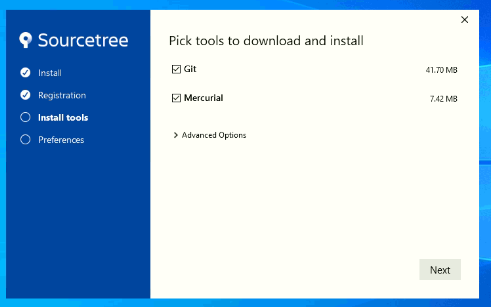 Sourcetree
Install
Registration
Install tools
Preferences
Pick tools to download and install
Git 41.70 MB
Mercurial 7.42 MB
Advanced Options
Next